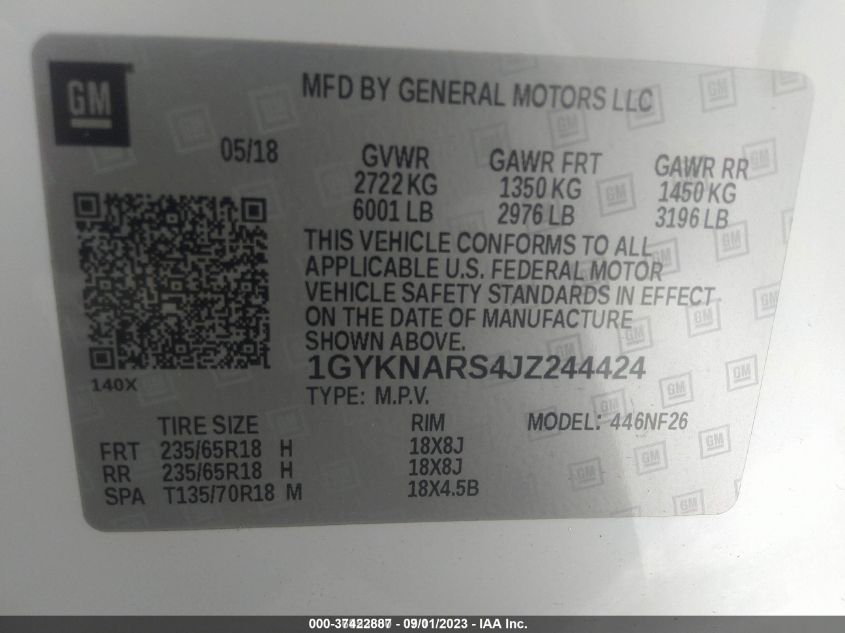 GM
MFD BY GENERAL MOTORS LLC
05/18
GVWR GAWR FRT GAWR RR
2722 KG 1350 KG 1450 KG
6001 LB 2976 LB 3196 LB
THIS VEHICLE CONFORMS TO ALL
APPLICABLE U.S. FEDERAL MOTOR
VEHICLE SAFETY STANDARDS IN EFFECT
ON THE DATE OF MANUFACTURE
SHOWN ABOVE.
1GYKNARS4JZ244424
140X
TYPE: M.P.V.
TIRE SIZE RIM MODEL: 446NF26
FRT 235/65R18 H 18X8J
RR 235/65R18 H 18X8J
SPA T135/70R18 M 18X4.5B
000-37422887 - 09/01/2023 - IAA Inc.